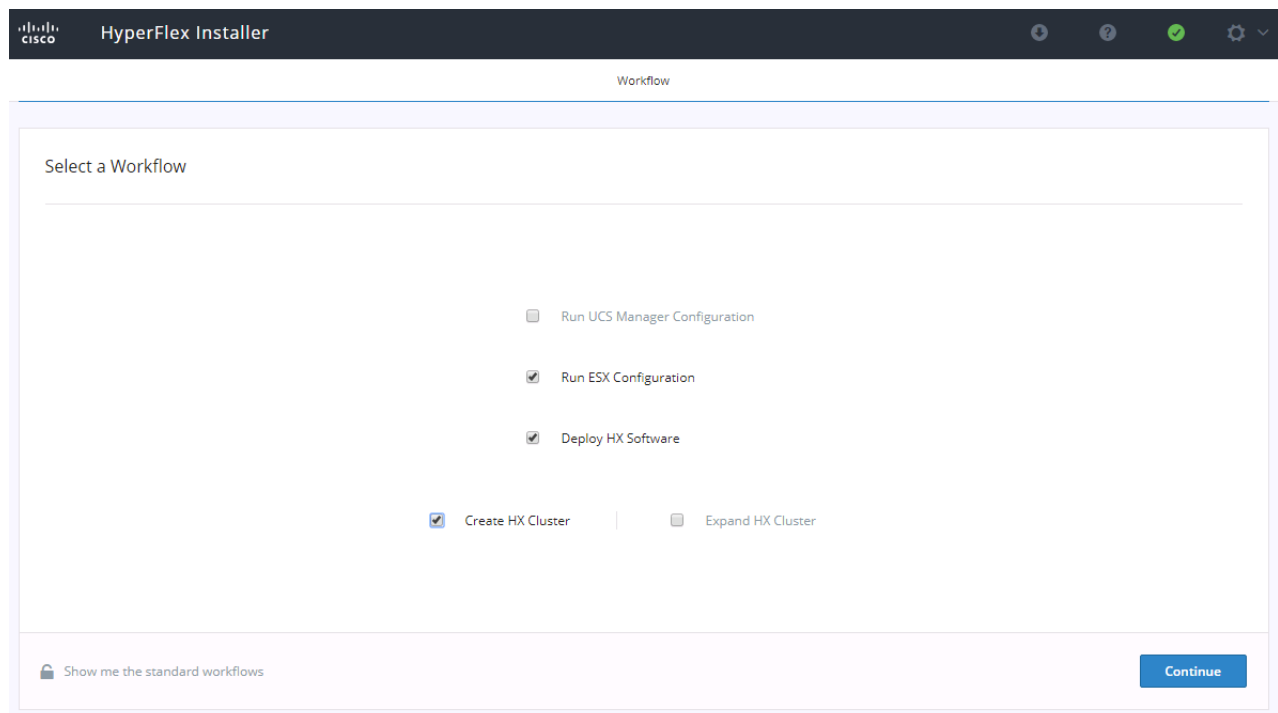 cisco HyperFlex Installer
Workflow
Select a Workflow
Run UCS Manager Configuration
Run ESX Configuration
Deploy HX Software
Create HX Cluster Expand HX Cluster
Show me the standard workflows Continue